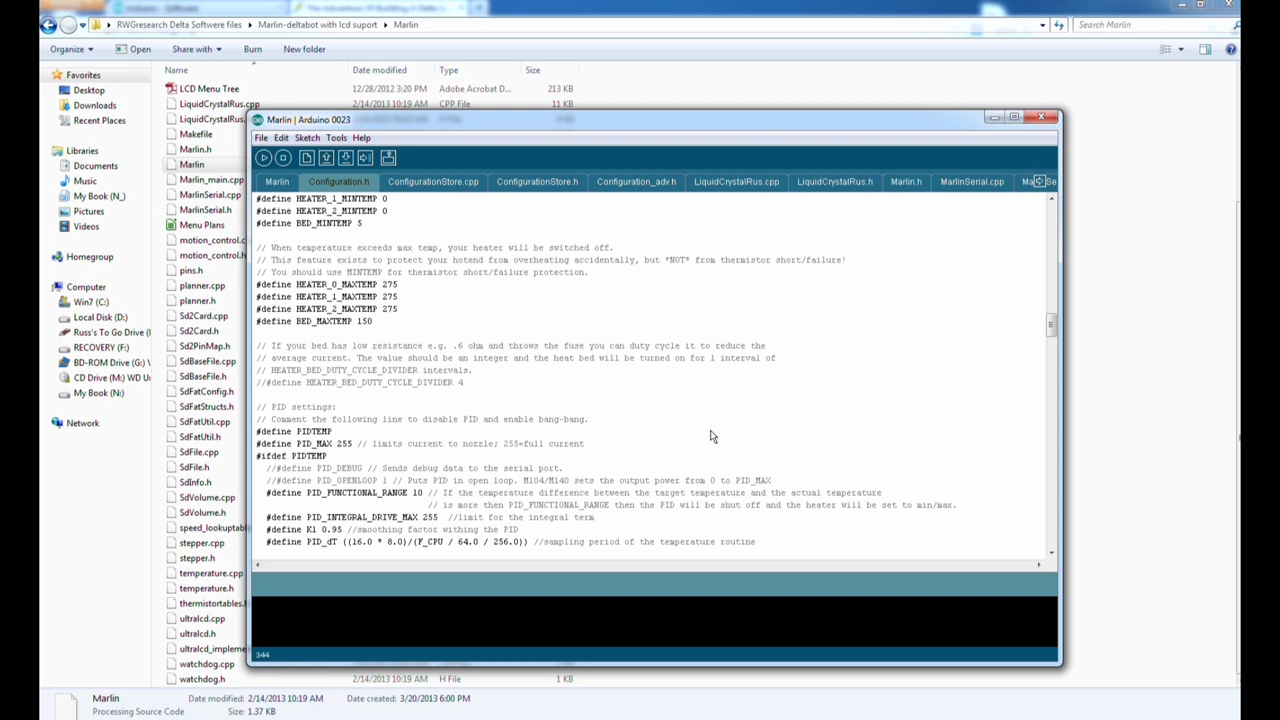 RWGresearch Delta Softwere files ▸ Marlin-deltabot with lcd suport ▸ Marlin
Search Marlin
Organize Open Share with Burn New folder
Name Date modified Type Size
Favorites
Desktop
Downloads
Recent Places
Libraries
Documents
Music
My Book (N_)
Pictures
Videos
Homegroup
Computer
Win7 (C:)
Local Disk (D:)
Russ's To Go Drive (
RECOVERY (F:)
BD-ROM Drive (G:)
CD Drive (M:) WD Un
My Book (N:)
Network
LCD Menu Tree 12/28/2012 3:20 PM Adobe Acrobat D... 213 KB
LiquidCrystalRus.cpp 2/14/2013 10:19 AM CPP File 11 KB
LiquidCrystalRus.
Makefile
Marlin.h
Marlin
Marlin_main.cpp
MarlinSerial.cpp
MarlinSerial.h
Menu Plans
motion_control.c
motion_control.h
pins.h
planner.cpp
planner.h
Sd2Card.cpp
Sd2Card.h
Sd2PinMap.h
SdBaseFile.cpp
SdBaseFile.h
SdFatConfig.h
SdFatStructs.h
SdFatUtil.cpp
SdFatUtil.h
SdFile.cpp
SdFile.h
SdInfo.h
SdVolume.cpp
SdVolume.h
speed_lookuptab
stepper.cpp
stepper.h
temperature.cpp
temperature.h
thermistortables.
ultralcd.cpp
ultralcd.h
ultralcd_impleme
watchdog.cpp
watchdog.h 2/14/2013 10:19 AM H File 1 KB
Marlin | Arduino 0023
File Edit Sketch Tools Help
Marlin Configuration.h ConfigurationStore.cpp ConfigurationStore.h Configuration_adv.h LiquidCrystalRus.cpp LiquidCrystalRus.h Marlin.h MarlinSerial.cpp
#define HEATER_1_MINTEMP 0
#define HEATER_2_MINTEMP 0
#define BED_MINTEMP 5
// When temperature exceeds max temp, your heater will be switched off.
// This feature exists to protect your hotend from overheating accidentally, but *NOT* from thermistor short/failure!
// You should use MINTEMP for thermistor short/failure protection.
#define HEATER_0_MAXTEMP 275
#define HEATER_1_MAXTEMP 275
#define HEATER_2_MAXTEMP 275
#define BED_MAXTEMP 150
// If your bed has low resistance e.g. .6 ohm and throws the fuse you can duty cycle it to reduce the
// average current. The value should be an integer and the heat bed will be turned on for 1 interval of
// HEATER_BED_DUTY_CYCLE_DIVIDER intervals.
//#define HEATER_BED_DUTY_CYCLE_DIVIDER 4
// PID settings:
// Comment the following line to disable PID and enable bang-bang.
#define PIDTEMP
#define PID_MAX 255 // limits current to nozzle; 255=full current
#ifdef PIDTEMP
//#define PID_DEBUG // Sends debug data to the serial port.
//#define PID_OPENLOOP 1 // Puts PID in open loop. M104/M140 sets the output power from 0 to PID_MAX
#define PID_FUNCTIONAL_RANGE 10 // If the temperature difference between the target temperature and the actual temperature
// is more then PID_FUNCTIONAL_RANGE then the PID will be shut off and the heater will be set to min/max.
#define PID_INTEGRAL_DRIVE_MAX 255 //limit for the integral term
#define K1 0.95 //smoothing factor withing the PID
#define PID_dT ((16.0 * 8.0)/(F_CPU / 64.0 / 256.0)) //sampling period of the temperature routine
344
Marlin Date modified: 2/14/2013 10:19 AM Date created: 3/20/2013 6:00 PM
Processing Source Code Size: 1.37 KB